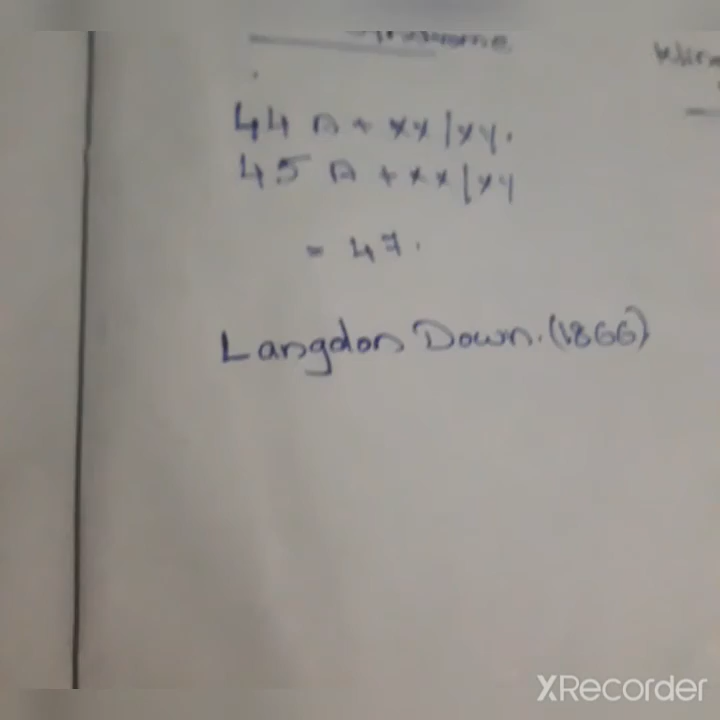 44 A + XX/XY.
45 A + XX/XY
= 47.
Langdon Down. (1866)
XRecorder